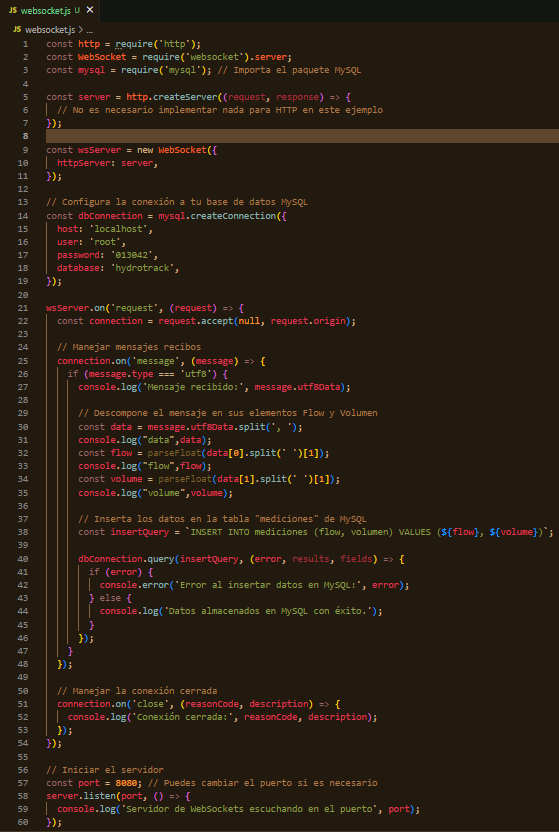 JS websocket.js U ×
JS websocket.js > ...
1 const http = require('http');
2 const WebSocket = require('websocket').server;
3 const mysql = require('mysql'); // Importa el paquete MySQL
4
5 const server = http.createServer((request, response) => {
6 // No es necesario implementar nada para HTTP en este ejemplo
7 });
8
9 const wsServer = new WebSocket({
10 httpServer: server,
11 });
12
13 // Configura la conexión a tu base de datos MySQL
14 const dbConnection = mysql.createConnection({
15 host: 'localhost',
16 user: 'root',
17 password: '013042',
18 database: 'hydrotrack',
19 });
20
21 wsServer.on('request', (request) => {
22 const connection = request.accept(null, request.origin);
23
24 // Manejar mensajes recibos
25 connection.on('message', (message) => {
26 if (message.type === 'utf8') {
27 console.log('Mensaje recibido:', message.utf8Data);
28
29 // Descompone el mensaje en sus elementos Flow y Volumen
30 const data = message.utf8Data.split(', ');
31 console.log("data",data);
32 const flow = parseFloat(data[0].split(' ')[1]);
33 console.log("flow",flow);
34 const volume = parseFloat(data[1].split(' ')[1]);
35 console.log("volume",volume);
36
37 // Inserta los datos en la tabla "mediciones" de MySQL
38 const insertQuery = `INSERT INTO mediciones (flow, volumen) VALUES (${flow}, ${volume})`;
39
40 dbConnection.query(insertQuery, (error, results, fields) => {
41 if (error) {
42 console.error('Error al insertar datos en MySQL:', error);
43 } else {
44 console.log('Datos almacenados en MySQL con éxito.');
45 }
46 });
47 }
48 });
49
50 // Manejar la conexión cerrada
51 connection.on('close', (reasonCode, description) => {
52 console.log('Conexión cerrada:', reasonCode, description);
53 });
54 });
55
56 // Iniciar el servidor
57 const port = 8080; // Puedes cambiar el puerto si es necesario
58 server.listen(port, () => {
59 console.log('Servidor de WebSockets escuchando en el puerto', port);
60 });